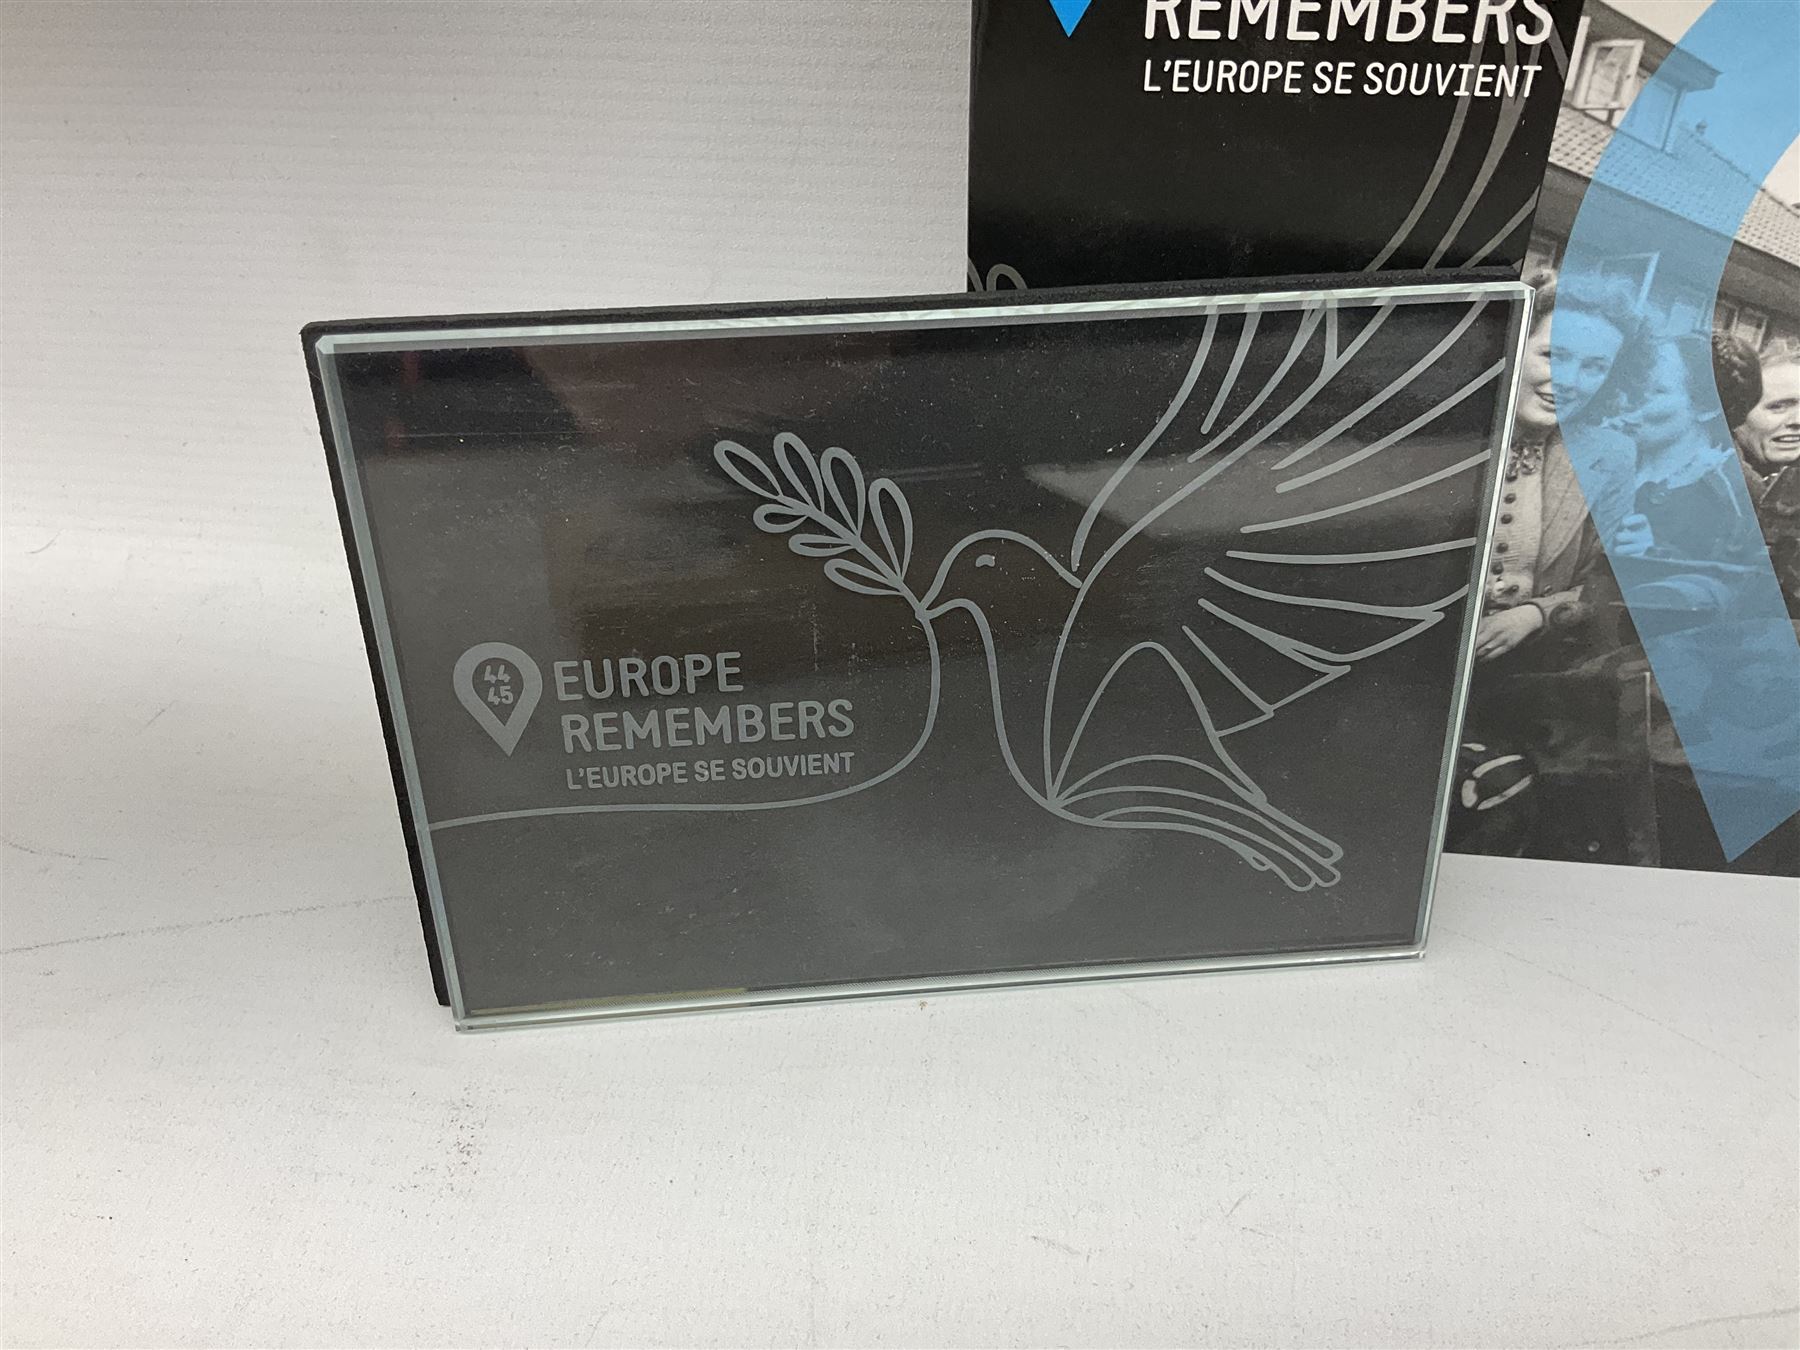 REMEMBERS
L'EUROPE SE SOUVIENT
44
45
EUROPE
REMEMBERS
L'EUROPE SE SOUVIENT